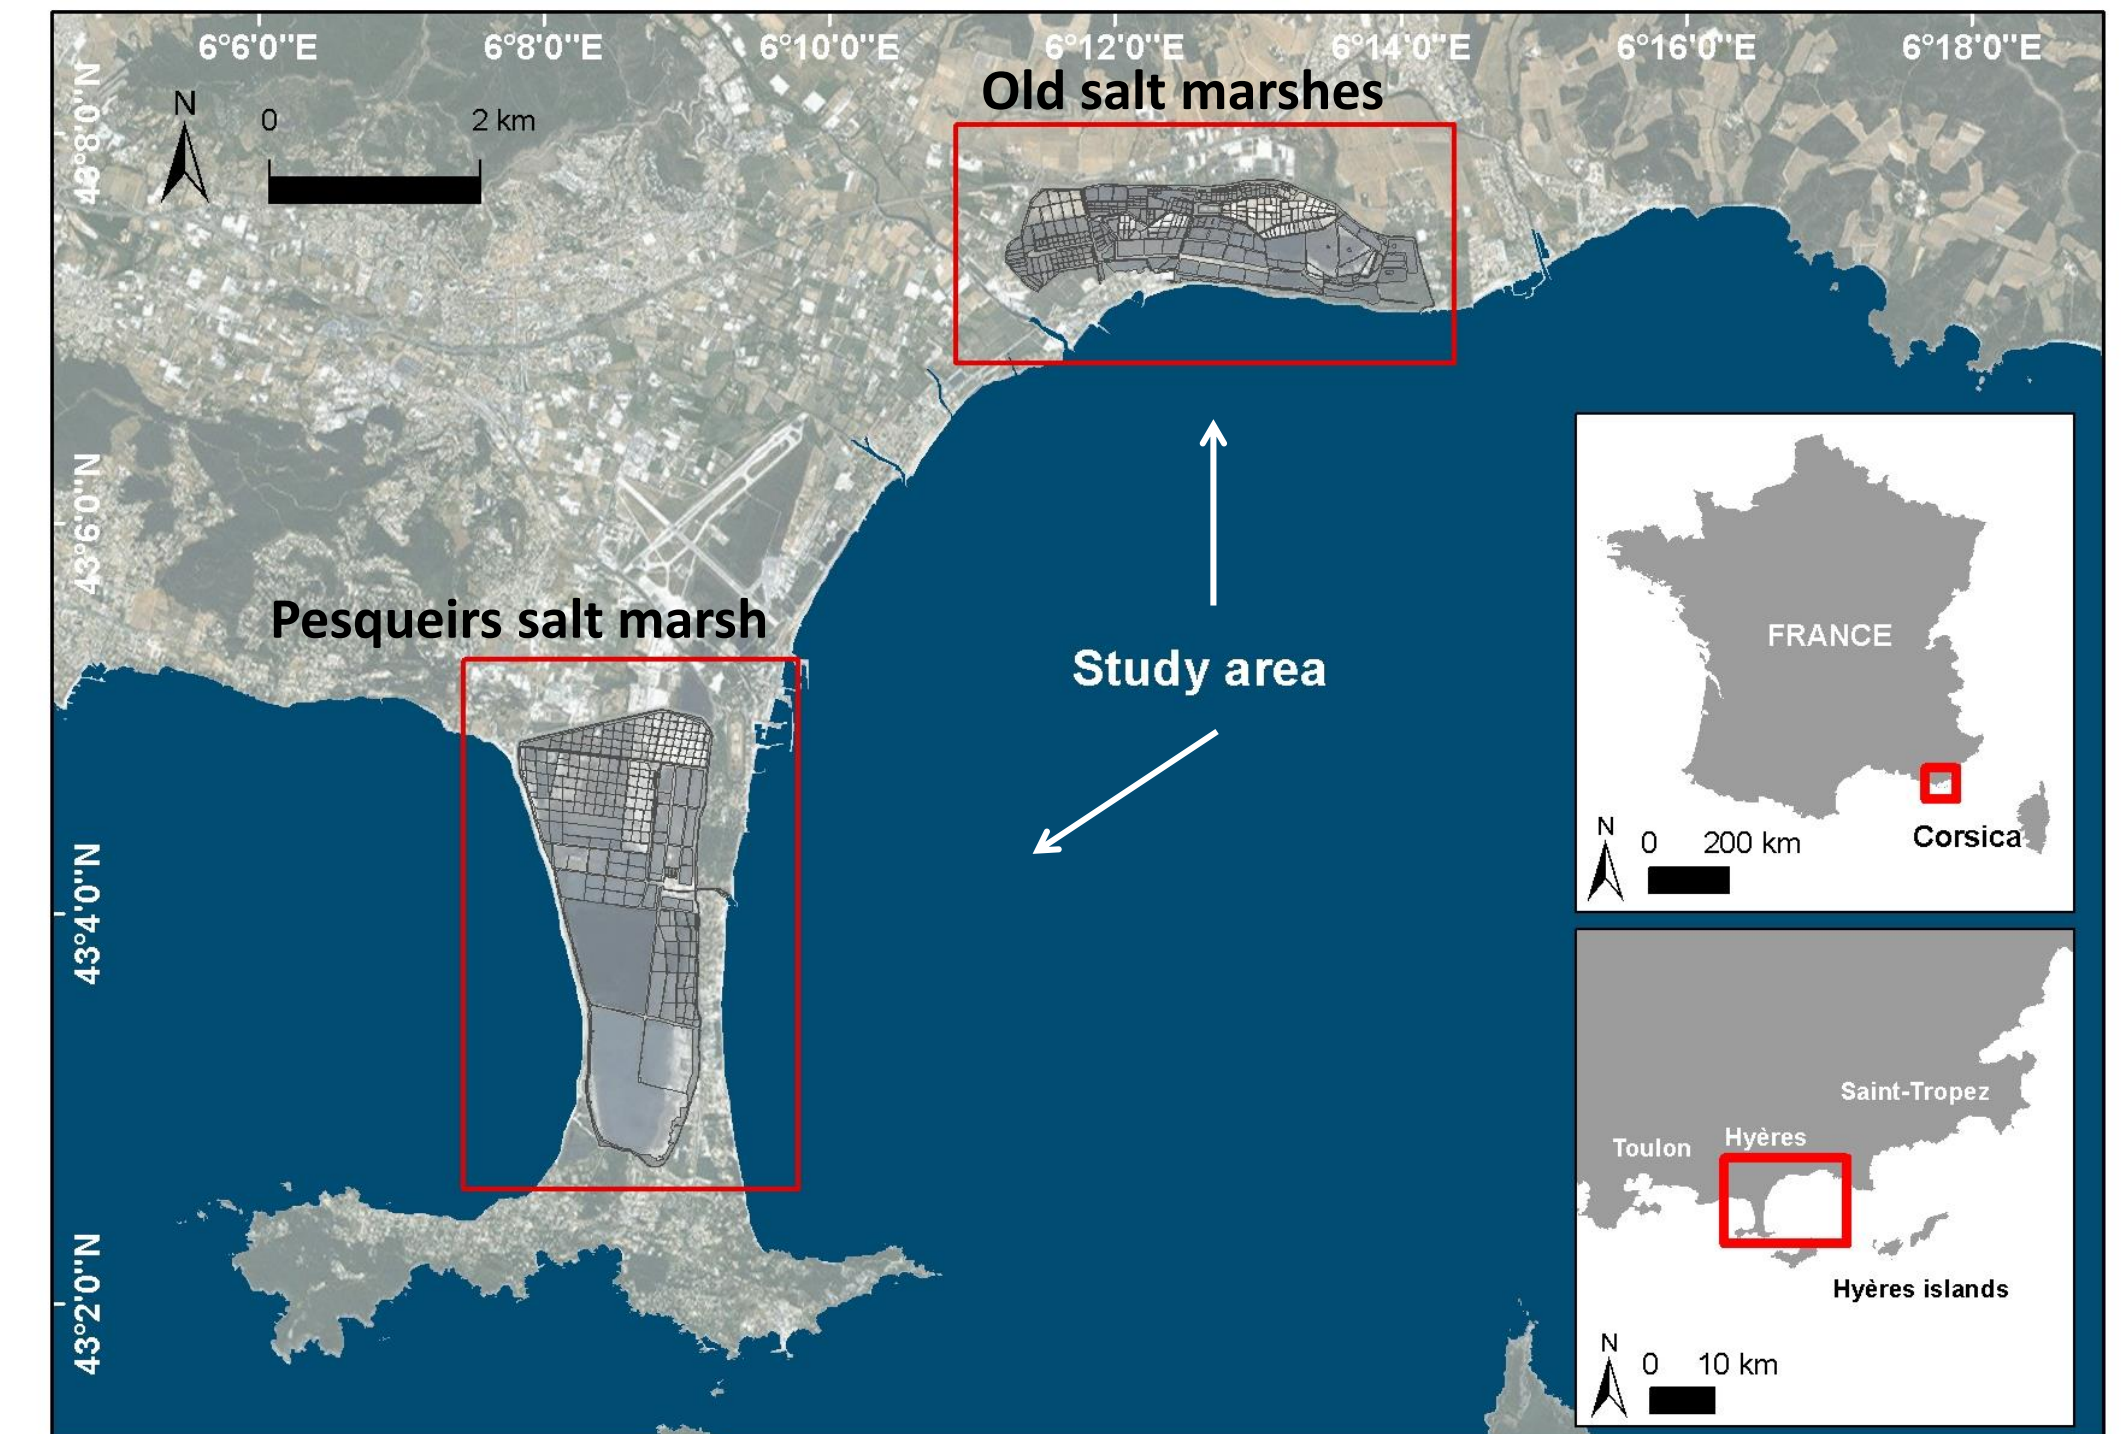 6°6'0"E 6°8'0"E 6°10'0"E 6°12'0"E 6°14'0"E 6°16'0"E 6°18'0"E
43°8'0"N
N
0 2 km
Old salt marshes
43°6'0"N
Pesqueirs salt marsh
Study area
43°4'0"N
43°2'0"N
FRANCE
Corsica
N
0 200 km
Saint-Tropez
Hyères
Toulon
Hyères islands
N
0 10 km